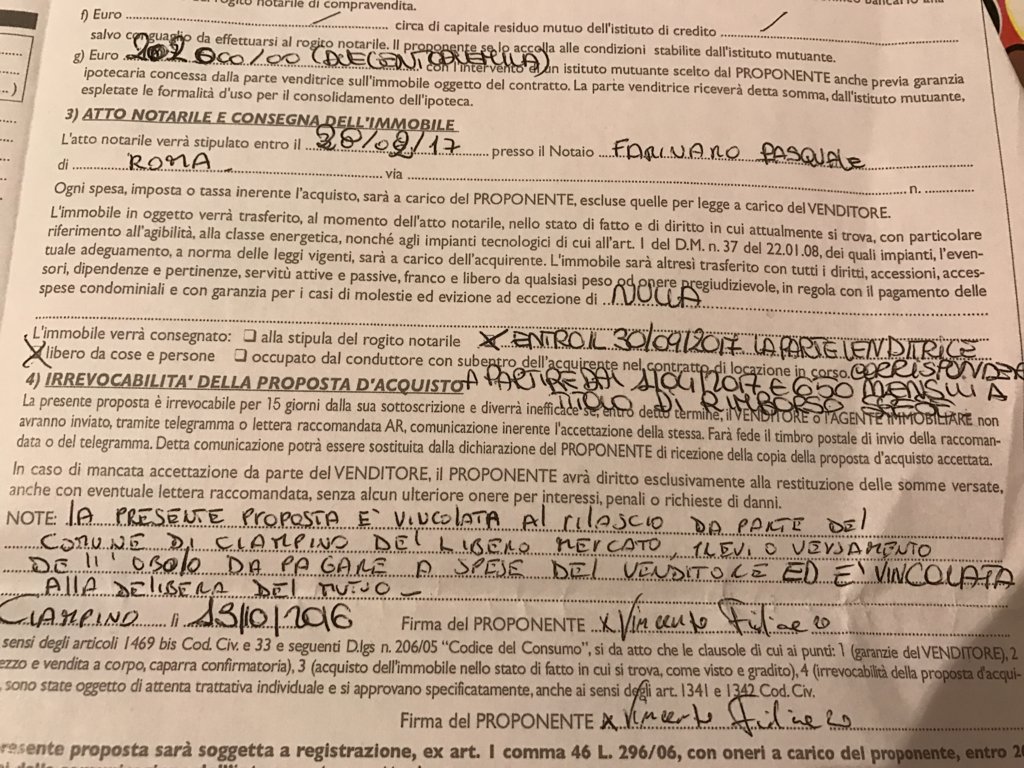 rogito notarile di compravendita.
f) Euro circa di capitale residuo mutuo dell'istituto di credito
salvo conguaglio da effettuarsi al rogito notarile. Il proponente se lo accolla alle condizioni stabilite dall'istituto mutuante.
g) Euro 000/00 (DUECENTODUEMILA) con l'intervento di un istituto mutuante scelto dal PROPONENTE anche previa garanzia
ipotecaria concessa dalla parte venditrice sull'immobile oggetto del contratto. La parte venditrice riceverà detta somma, dall'istituto mutuante,
espletate le formalità d'uso per il consolidamento dell'ipoteca.
3) ATTO NOTARILE E CONSEGNA DELL'IMMOBILE
L'atto notarile verrà stipulato entro il /17 presso il Notaio FARINARO PASQUALE
di ROMA via n.
Ogni spesa, imposta o tassa inerente l'acquisto, sarà a carico del PROPONENTE, escluse quelle per legge a carico del VENDITORE.
L'immobile in oggetto verrà trasferito, al momento dell'atto notarile, nello stato di fatto e di diritto in cui attualmente si trova, con particolare
riferimento all'agibilità, alla classe energetica, nonché agli impianti tecnologici di cui all'art. 1 del D.M. n. 37 del 22.01.08, dei quali impianti, l'even-
tuale adeguamento, a norma delle leggi vigenti, sarà a carico dell'acquirente. L'immobile sarà altresì trasferito con tutti i diritti, accessioni, acces-
sori, dipendenze e pertinenze, servitù attive e passive, franco e libero da qualsiasi peso od onere pregiudizievole, in regola con il pagamento delle
spese condominiali e con garanzia per i casi di molestie ed evizione ad eccezione di NULLA
L'immobile verrà consegnato: ❑ alla stipula del rogito notarile X ENTRO IL 30/09/2017 LA PARTE VENDITRICE
X libero da cose e persone ❑ occupato dal conduttore con subentro dell'acquirente nel contratto di locazione in corso. CORRISPONDERA
4) IRREVOCABILITA' DELLA PROPOSTA D'ACQUISTO A PARTIRE DAL 1/04/2017 € 650 MENSILI A
TITOLO DI RIMBORSO
La presente proposta è irrevocabile per 15 giorni dalla sua sottoscrizione e diverrà inefficace se, entro detto termine, il VENDITORE o l'AGENTE IMMOBILIARE non
avranno inviato, tramite telegramma o lettera raccomandata AR, comunicazione inerente l'accettazione della stessa. Farà fede il timbro postale di invio della raccoman-
data o del telegramma. Detta comunicazione potrà essere sostituita dalla dichiarazione del PROPONENTE di ricezione della copia della proposta d'acquisto accettata.
In caso di mancata accettazione da parte del VENDITORE, il PROPONENTE avrà diritto esclusivamente alla restituzione delle somme versate,
anche con eventuale lettera raccomandata, senza alcun ulteriore onere per interessi, penali o richieste di danni.
NOTE: LA PRESENTE PROPOSTA E' VINCOLATA AL RILASCIO DA PARTE DEL
COMUNE DI CIAMPINO DEL LIBERO MERCATO, PREVIO VERSAMENTO
DELL'OBOLO DA PAGARE A SPESE DEL VENDITORE ED E' VINCOLATA
ALLA DELIBERA DEL MUTUO -
CIAMPINO lì 13/10/2016 Firma del PROPONENTE X Vincento
sensi degli articoli 1469 bis Cod. Civ. e 33 e seguenti D.lgs n. 206/05 "Codice del Consumo", si da atto che le clausole di cui ai punti: 1 (garanzie del VENDITORE), 2
ezzo e vendita a corpo, caparra confirmatoria), 3 (acquisto dell'immobile nello stato di fatto in cui si trova, come visto e gradito), 4 (irrevocabilità della proposta d'acqui-
, sono state oggetto di attenta trattativa individuale e si approvano specificatamente, anche ai sensi degli art. 1341 e 1342 Cod. Civ.
Firma del PROPONENTE X Vincento
resente proposta sarà soggetta a registrazione, ex art. 1 comma 46 L. 296/06, con oneri a carico del proponente, entro 20